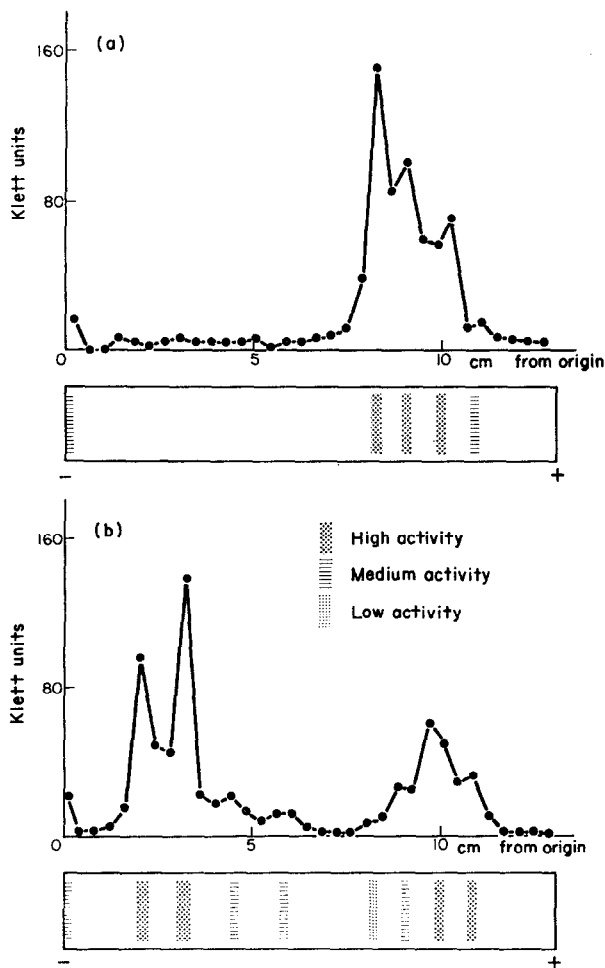 (a)
160
80
Klett units
0 5 10 cm from origin
- +
(b)
160
80
Klett units
High activity
Medium activity
Low activity
0 5 10 cm from origin
- +